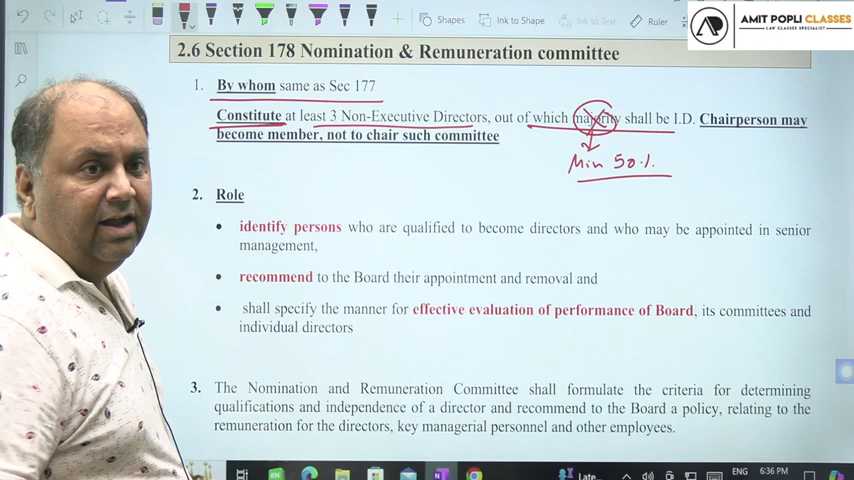 Shapes
Ink to Shape
Ink to Text
Ruler
AMIT POPLI CLASSES
LAW CLASSES SPECIALIST
2.6 Section 178 Nomination & Remuneration committee
1. By whom same as Sec 177
Constitute at least 3 Non-Executive Directors, out of which majority shall be I.D. Chairperson may
become member, not to chair such committee
Min 50%.
2. Role
• identify persons who are qualified to become directors and who may be appointed in senior
management,
• recommend to the Board their appointment and removal and
• shall specify the manner for effective evaluation of performance of Board, its committees and
individual directors
3. The Nomination and Remuneration Committee shall formulate the criteria for determining
qualifications and independence of a director and recommend to the Board a policy, relating to the
remuneration for the directors, key managerial personnel and other employees.
Late...
ENG
6:36 PM